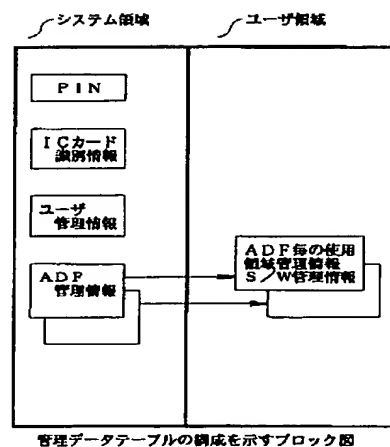 システム領域
ユーザ領域
PIN
ICカード
識別情報
ユーザ
管理情報
ADF
管理情報
ADF毎の使用
領域管理情報
S/W管理情報
管理データテーブルの構成を示すブロック図